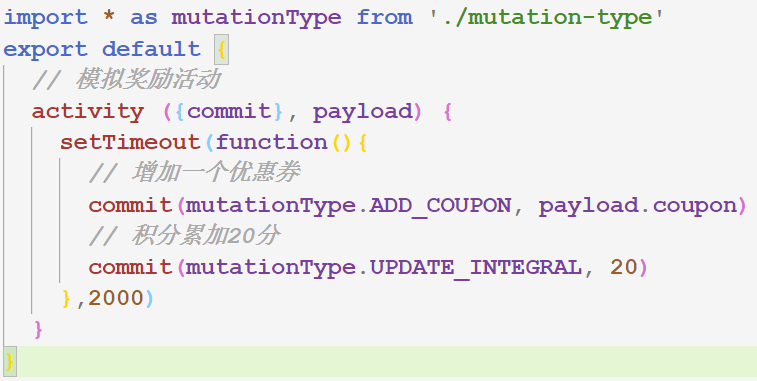 import * as mutationType from './mutation-type'
export default {
  // 模拟奖励活动
  activity ({commit}, payload) {
    setTimeout(function(){
      // 增加一个优惠券
      commit(mutationType.ADD_COUPON, payload.coupon)
      // 积分累加20分
      commit(mutationType.UPDATE_INTEGRAL, 20)
    },2000)
  }
}